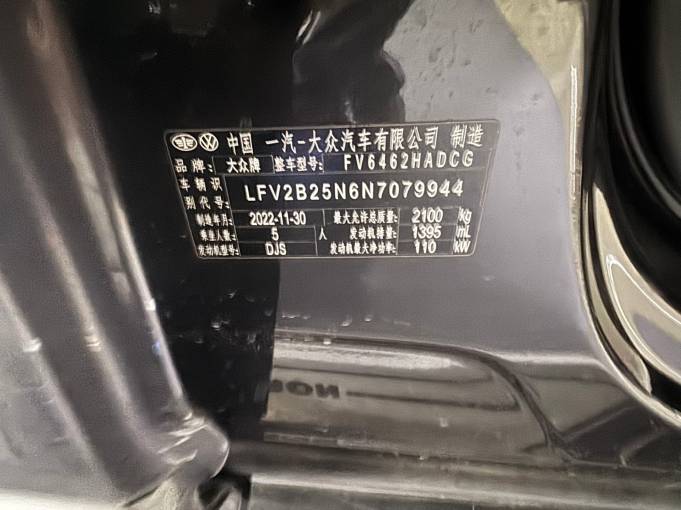 中国 一汽-大众汽车有限公司 制造
品牌: 大众牌 整车型号: FV6462HADCG
车辆识别代号: LFV2B25N6N7079944
制造年月: 2022-11-30 最大允许总质量: 2100 kg
乘坐人数: 5 人 发动机排量: 1395 mL
发动机型号: DJS 发动机最大净功率: 110 kW